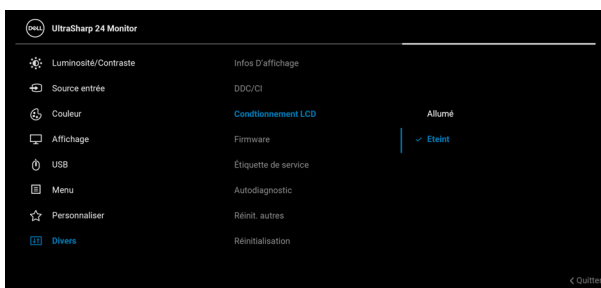 DELL UltraSharp 24 Monitor
Luminosité/Contraste Infos D'affichage
Source entrée DDC/CI
Couleur Condtionnement LCD Allumé
Affichage Firmware Eteint
USB Étiquette de service
Menu Autodiagnostic
Personnaliser Réinit. autres
Divers Réinitialisation
Quitter